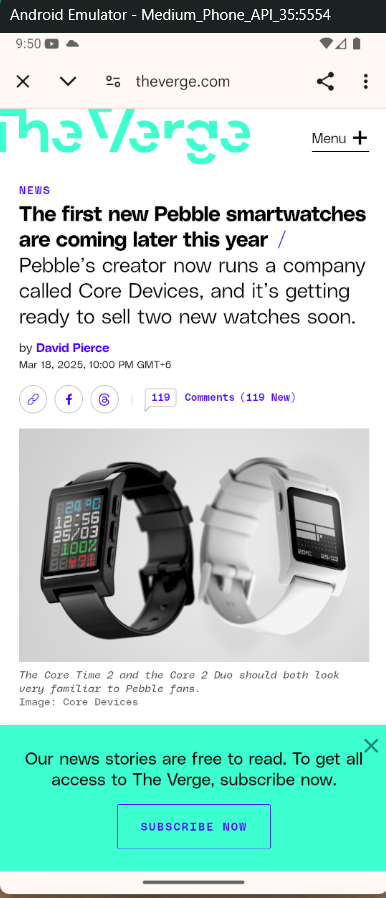 Android Emulator - Medium_Phone_API_35:5554
9:50
theverge.com
The Verge
Menu
NEWS
The first new Pebble smartwatches
are coming later this year /
Pebble's creator now runs a company
called Core Devices, and it's getting
ready to sell two new watches soon.
by David Pierce
Mar 18, 2025, 10:00 PM GMT+6
119 Comments (119 New)
12:56
25/03
100%
20°C 25/03
The Core Time 2 and the Core 2 Duo should both look
very familiar to Pebble fans.
Image: Core Devices
Our news stories are free to read. To get all
access to The Verge, subscribe now.
SUBSCRIBE NOW